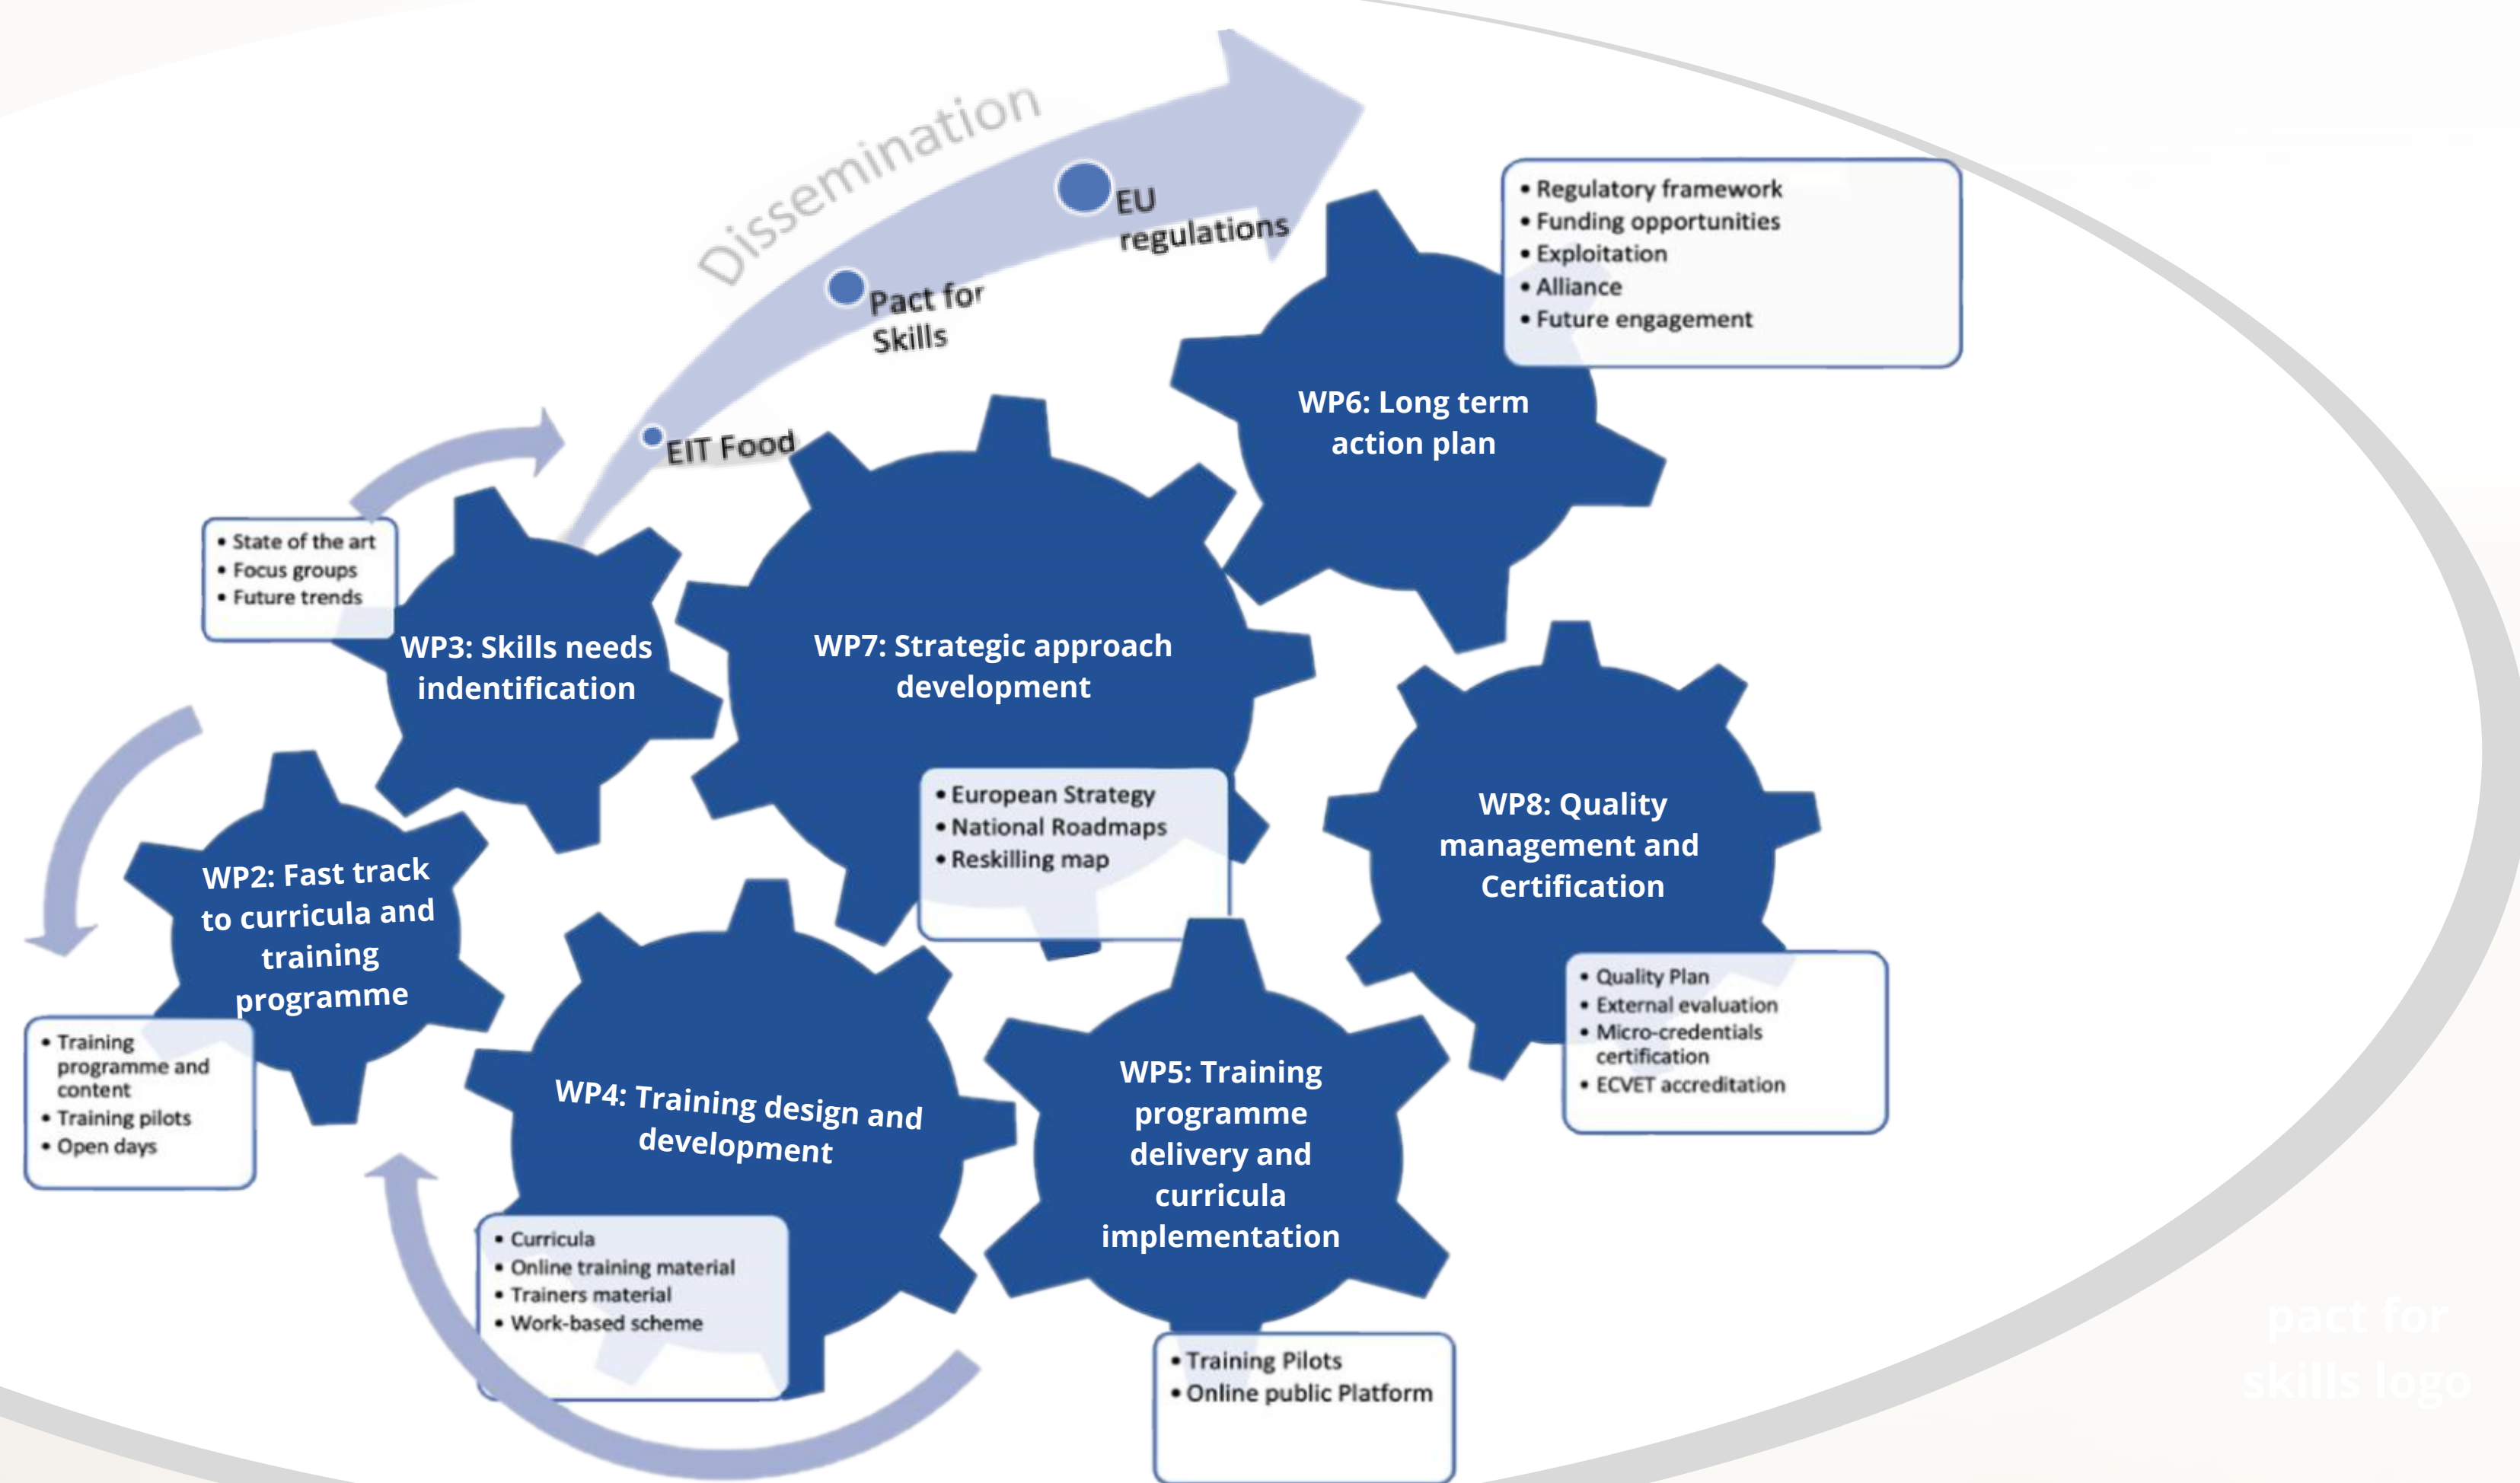 Dissemination
EU
regulations
Pact for
Skills
EIT Food
• Regulatory framework
• Funding opportunities
• Exploitation
• Alliance
• Future engagement
WP6: Long term
action plan
• State of the art
• Focus groups
• Future trends
WP3: Skills needs
indentification
WP7: Strategic approach
development
• European Strategy
• National Roadmaps
• Reskilling map
WP8: Quality
management and
Certification
• Quality Plan
• External evaluation
• Micro-credentials
certification
• ECVET accreditation
WP2: Fast track
to curricula and
training
programme
• Training
programme and
content
• Training pilots
• Open days
WP4: Training design and
development
• Curricula
• Online training material
• Trainers material
• Work-based scheme
WP5: Training
programme
delivery and
curricula
implementation
• Training Pilots
• Online public Platform
pact for
skills logo